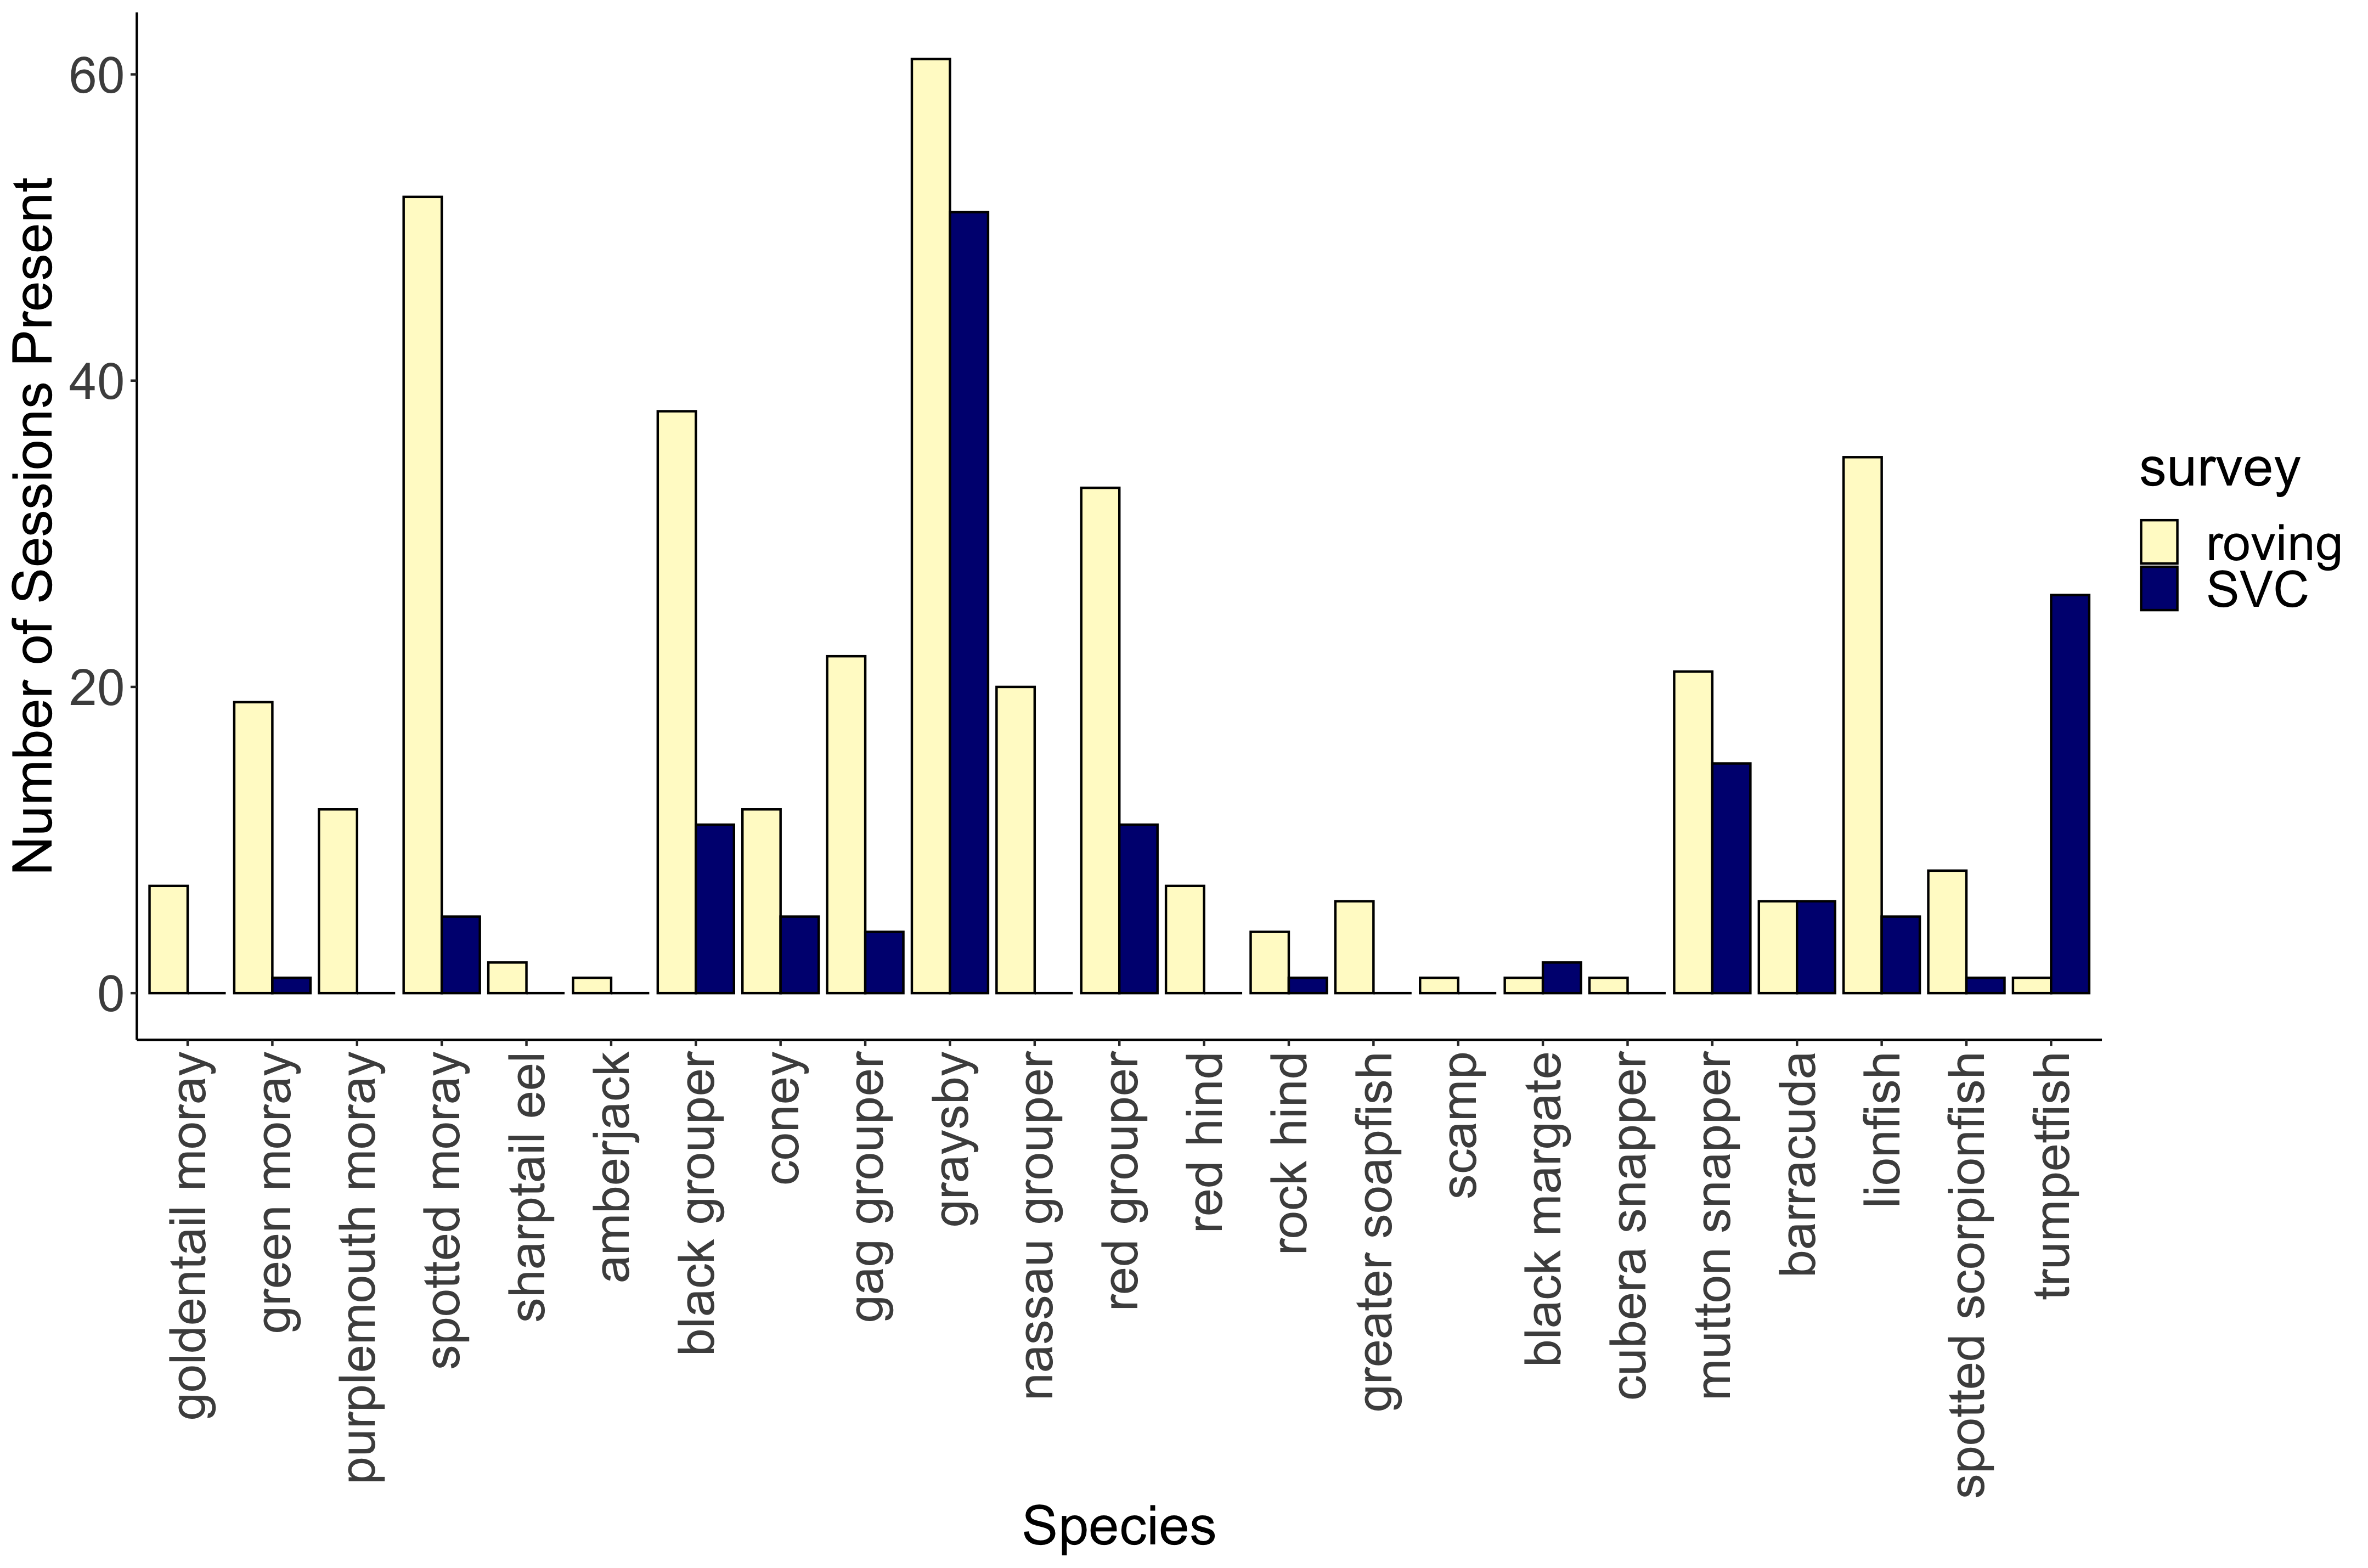 Number of Sessions Present
60
40
20
0
goldentail moray
green moray
purplemouth moray
spotted moray
sharptail eel
amberjack
black grouper
coney
gag grouper
graysby
nassau grouper
red grouper
red hind
rock hind
greater soapfish
scamp
black margate
cubera snapper
mutton snapper
barracuda
lionfish
spotted scorpionfish
trumpetfish
Species
survey
roving
SVC